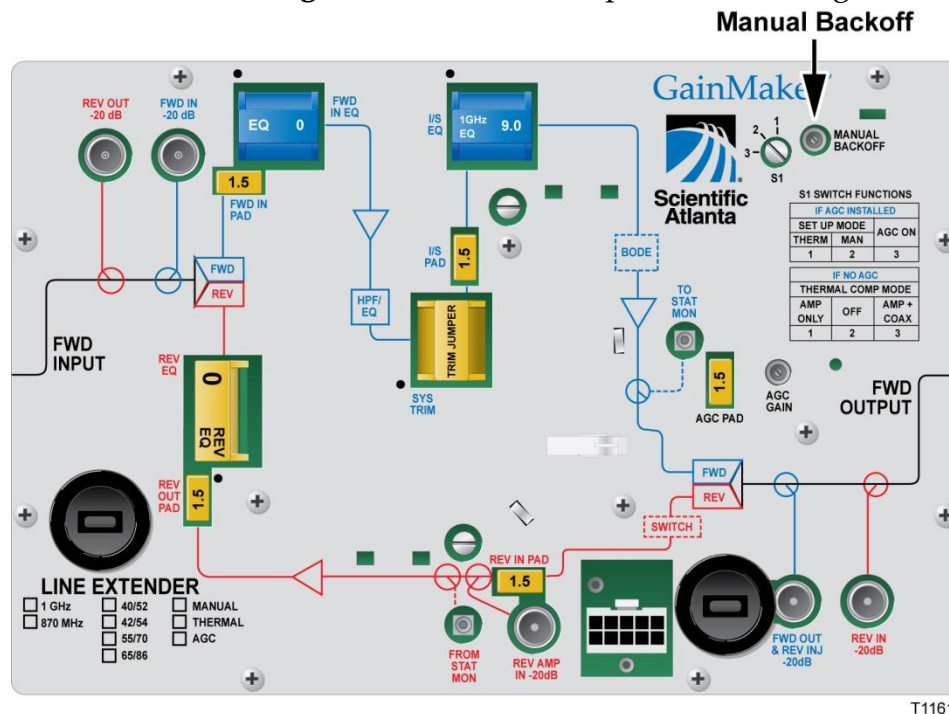 Manual Backoff
REV OUT
-20 dB
FWD IN
-20 dB
EQ 0
FWD
IN EQ
1.5
FWD IN
PAD
I/S
EQ
1GHz
EQ 9.0
GainMake
Scientific
Atlanta
1
2
3
S1
MANUAL
BACKOFF
S1 SWITCH FUNCTIONS
IF AGC INSTALLED
SET UP MODE
AGC ON
THERM MAN
1 2 3
IF NO AGC
THERMAL COMP MODE
AMP
ONLY
OFF
AMP +
COAX
1 2 3
I/S
PAD
1.5
BODE
TO
STAT
MON
FWD
REV
HPF/
EQ
TRIM JUMPER
SYS
TRIM
FWD
INPUT
REV
EQ
0
REV
EQ
1.5
AGC PAD
AGC
GAIN
FWD
OUTPUT
REV
OUT
PAD
1.5
FWD
REV
SWITCH
REV IN PAD
1.5
LINE EXTENDER
1 GHz 40/52 MANUAL
870 MHz 42/54 THERMAL
55/70 AGC
65/86
FROM
STAT
MON
REV AMP
IN -20dB
FWD OUT
& REV INJ
-20dB
REV IN
-20dB